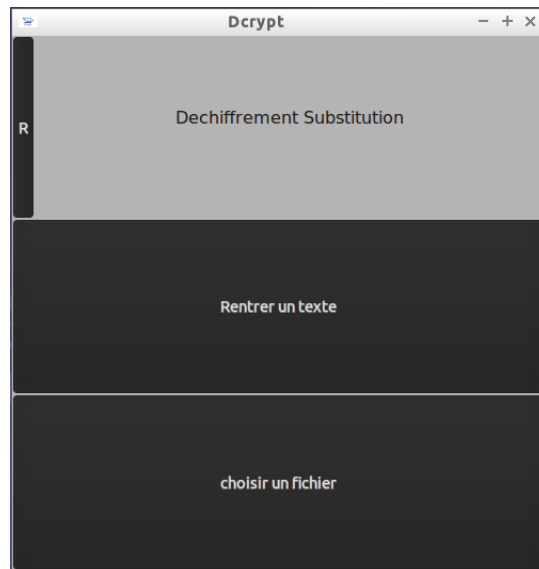 Dcrypt
R
Dechiffrement Substitution
Rentrer un texte
choisir un fichier